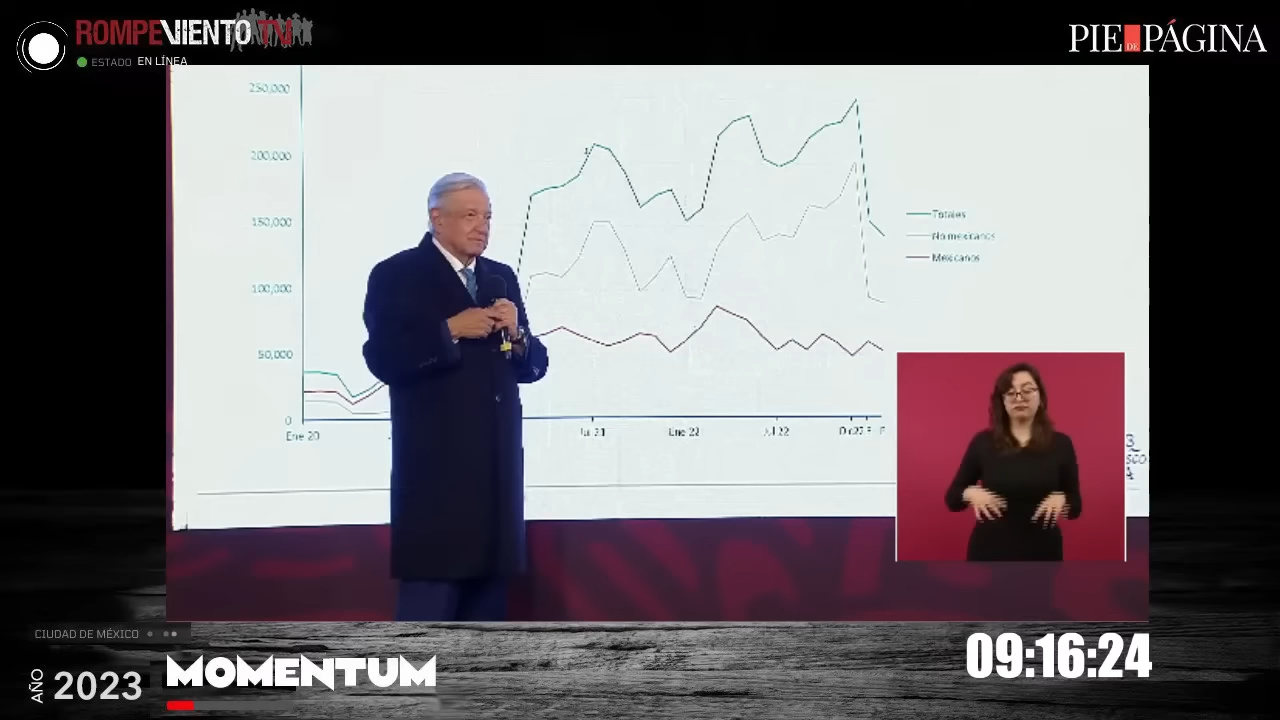 ROMPEVIENTO TV
ESTADO EN LÍNEA
PIE DE PÁGINA
250,000
200,000
150,000
100,000
50,000
0
Ene 20
Jul 21
Ene 22
Jul 22
Totales
No mexicanos
Mexicanos
CIUDAD DE MÉXICO
AÑO 2023
MOMENTUM
09:16:24